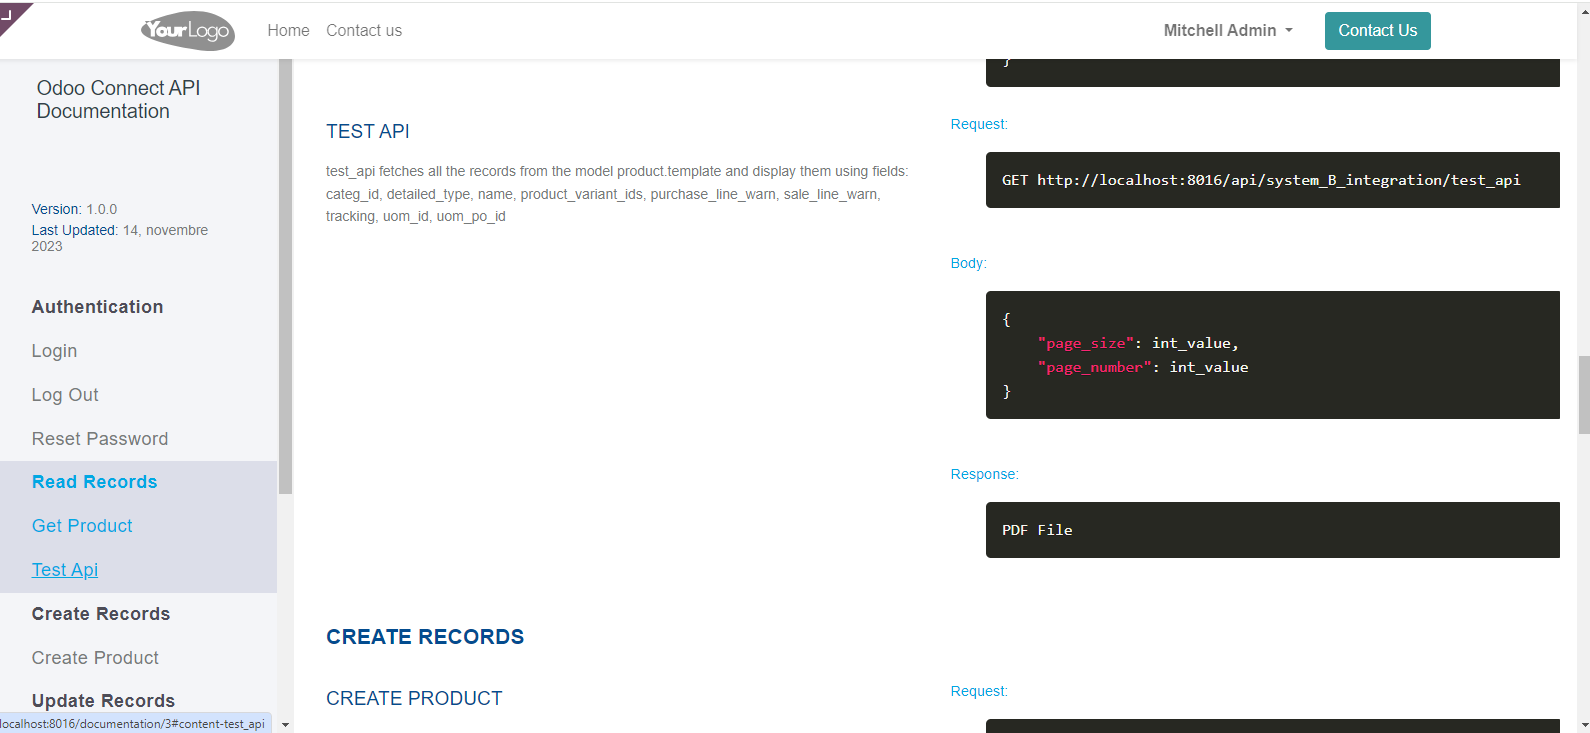 YourLogo
Home
Contact us
Mitchell Admin
Contact Us
Odoo Connect API
Documentation
Version: 1.0.0
Last Updated: 14, novembre
2023
Authentication
Login
Log Out
Reset Password
Read Records
Get Product
Test Api
Create Records
Create Product
Update Records
localhost:8016/documentation/3#content-test_api
}
TEST API
test_api fetches all the records from the model product.template and display them using fields:
categ_id, detailed_type, name, product_variant_ids, purchase_line_warn, sale_line_warn,
tracking, uom_id, uom_po_id
Request:
GET http://localhost:8016/api/system_B_integration/test_api
Body:
{
"page_size": int_value,
"page_number": int_value
}
Response:
PDF File
CREATE RECORDS
CREATE PRODUCT
Request: